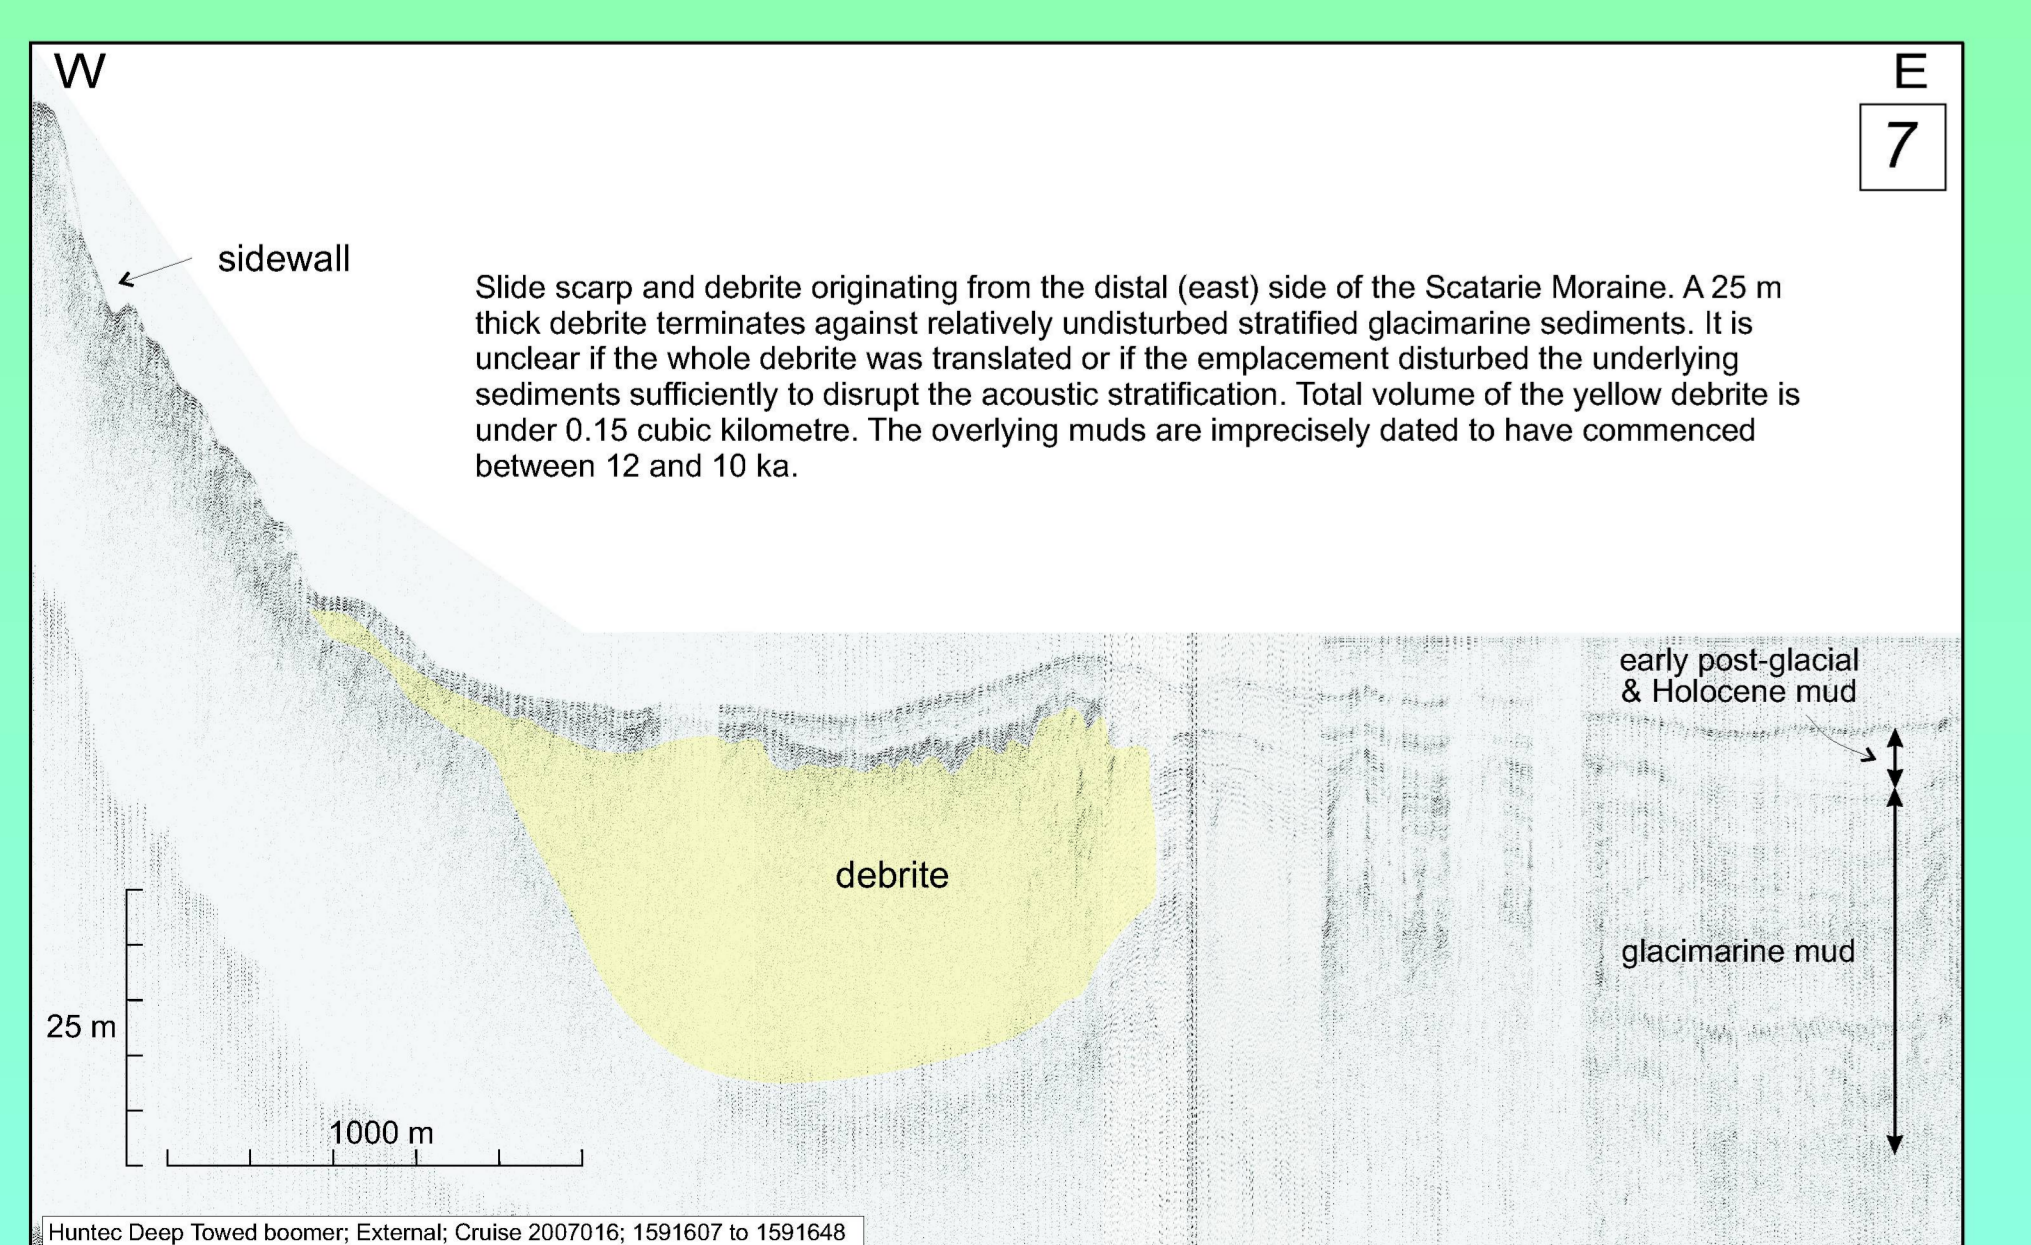 W
E
7
sidewall
Slide scarp and debrite originating from the distal (east) side of the Scatarie Moraine. A 25 m
thick debrite terminates against relatively undisturbed stratified glacimarine sediments. It is
unclear if the whole debrite was translated or if the emplacement disturbed the underlying
sediments sufficiently to disrupt the acoustic stratification. Total volume of the yellow debrite is
under 0.15 cubic kilometre. The overlying muds are imprecisely dated to have commenced
between 12 and 10 ka.
early post-glacial
& Holocene mud
debrite
glacimarine mud
25 m
1000 m
Huntec Deep Towed boomer; External; Cruise 2007016; 1591607 to 1591648